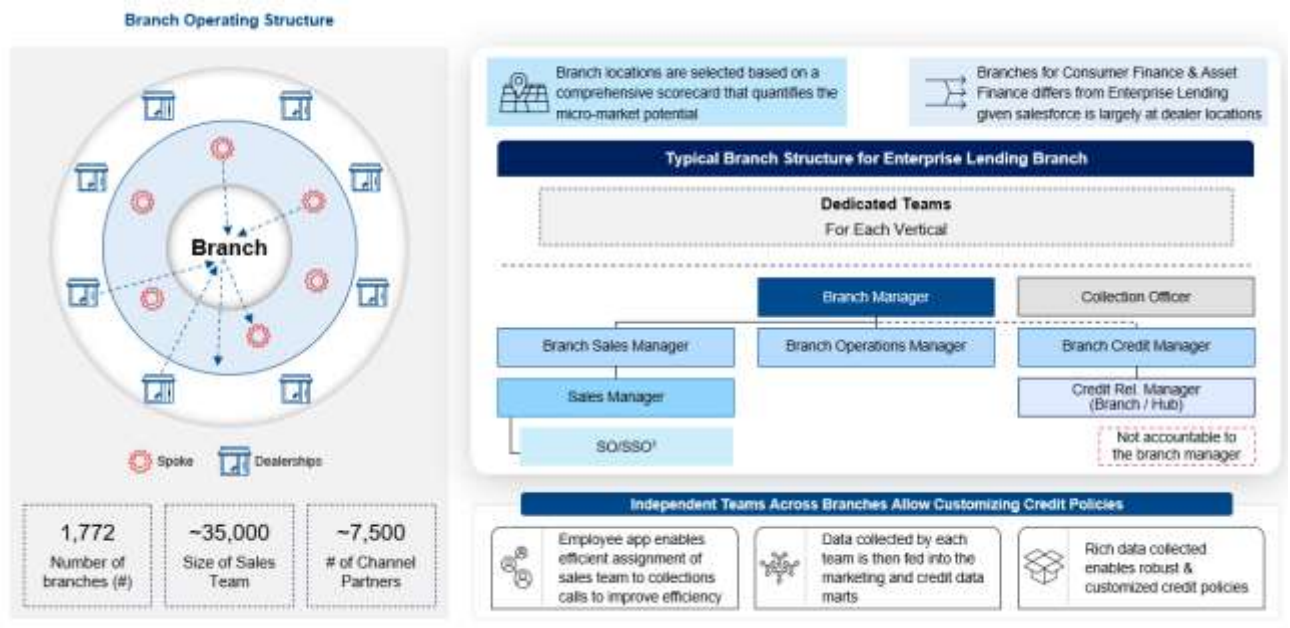 Branch Operating Structure
Branch
Spoke
Dealerships
1,772
Number of
branches (#)
~35,000
Size of Sales
Team
~7,500
# of Channel
Partners
Branch locations are selected based on a
comprehensive scorecard that quantifies the
micro-market potential
Branches for Consumer Finance & Asset
Finance differs from Enterprise Lending
given salesforce is largely at dealer locations
Typical Branch Structure for Enterprise Lending Branch
Dedicated Teams
For Each Vertical
Branch Manager
Collection Officer
Branch Sales Manager
Branch Operations Manager
Branch Credit Manager
Sales Manager
Credit Rel. Manager
(Branch / Hub)
SO/SSO¹
Not accountable to
the branch manager
Independent Teams Across Branches Allow Customizing Credit Policies
Employee app enables
efficient assignment of
sales team to collections
calls to improve efficiency
Data collected by each
team is then fed into the
marketing and credit data
marts
Rich data collected
enables robust &
customized credit policies